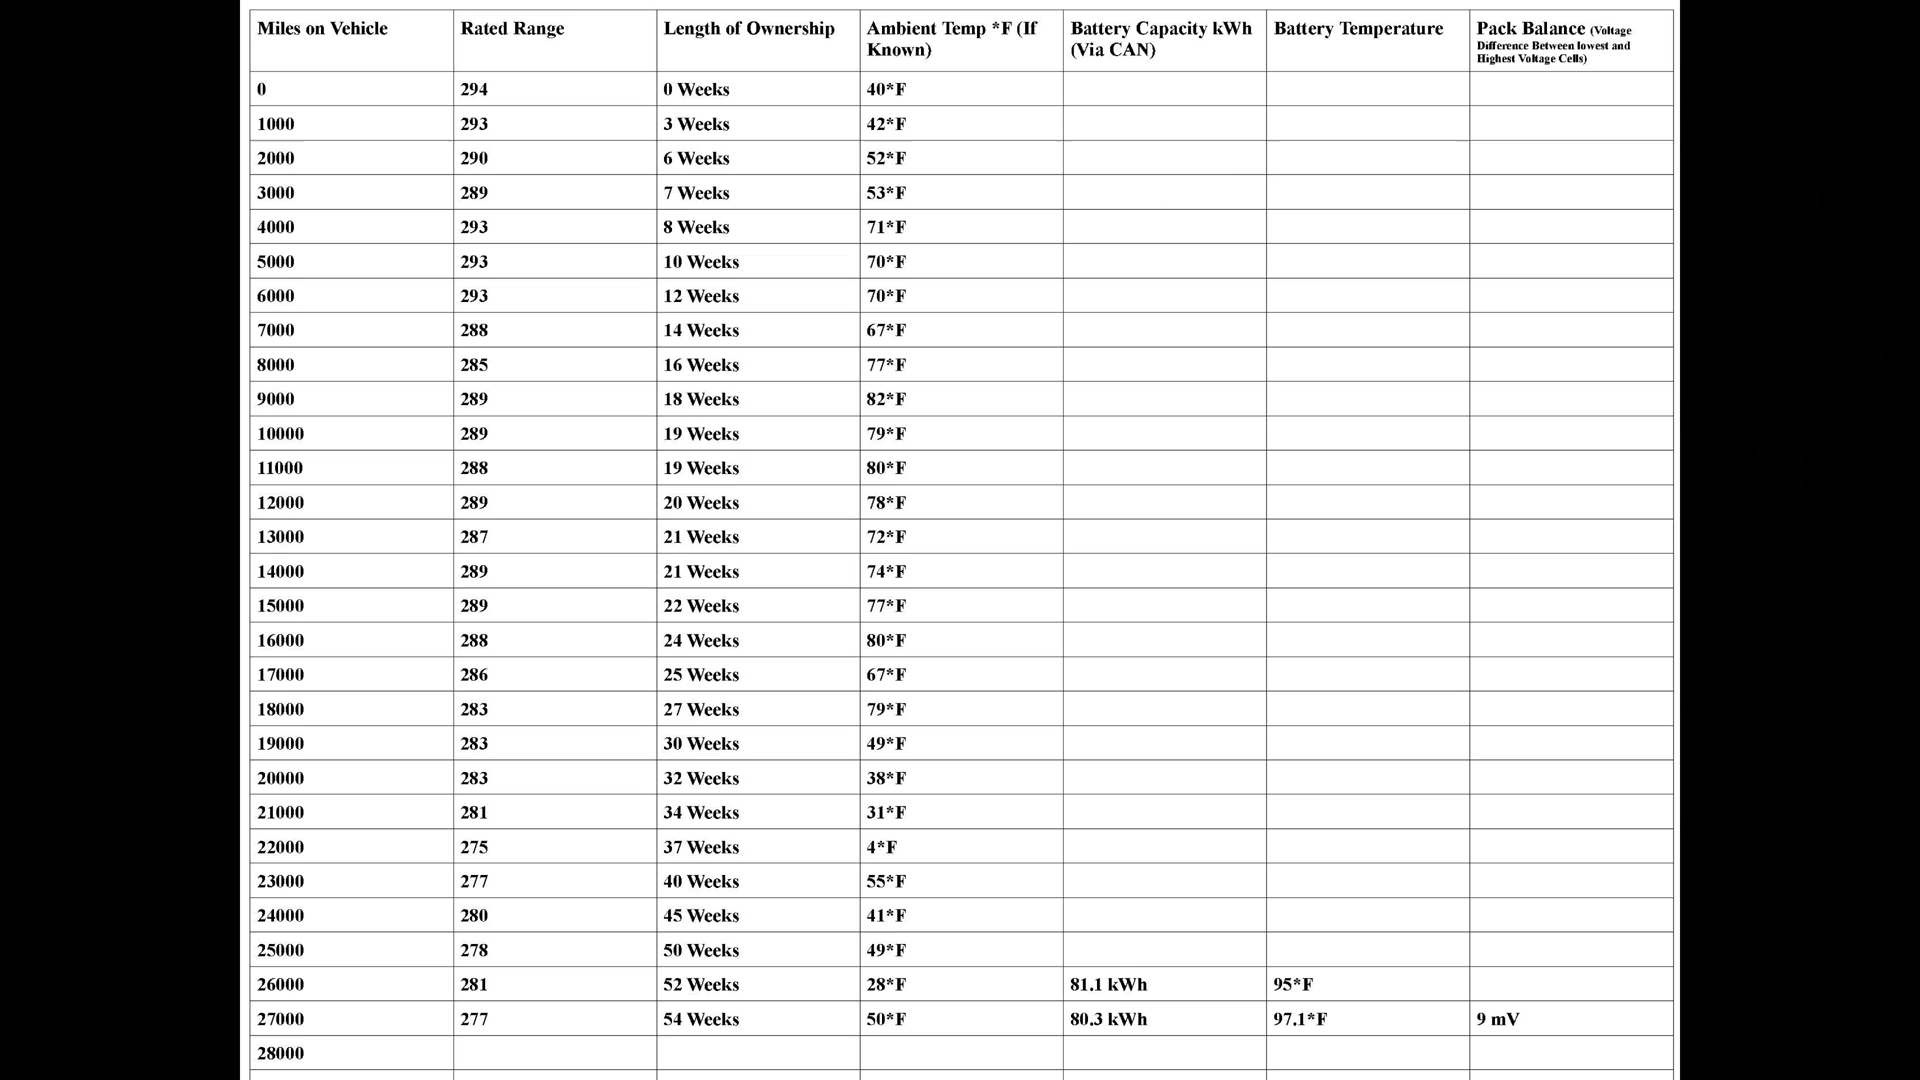 Miles on Vehicle Rated Range Length of Ownership Ambient Temp *F (If Known) Battery Capacity kWh (Via CAN) Battery Temperature Pack Balance (Voltage Difference Between lowest and Highest Voltage Cells)
0 294 0 Weeks 40*F
1000 293 3 Weeks 42*F
2000 290 6 Weeks 52*F
3000 289 7 Weeks 53*F
4000 293 8 Weeks 71*F
5000 293 10 Weeks 70*F
6000 293 12 Weeks 70*F
7000 288 14 Weeks 67*F
8000 285 16 Weeks 77*F
9000 289 18 Weeks 82*F
10000 289 19 Weeks 79*F
11000 288 19 Weeks 80*F
12000 289 20 Weeks 78*F
13000 287 21 Weeks 72*F
14000 289 21 Weeks 74*F
15000 289 22 Weeks 77*F
16000 288 24 Weeks 80*F
17000 286 25 Weeks 67*F
18000 283 27 Weeks 79*F
19000 283 30 Weeks 49*F
20000 283 32 Weeks 38*F
21000 281 34 Weeks 31*F
22000 275 37 Weeks 4*F
23000 277 40 Weeks 55*F
24000 280 45 Weeks 41*F
25000 278 50 Weeks 49*F
26000 281 52 Weeks 28*F 81.1 kWh 95*F
27000 277 54 Weeks 50*F 80.3 kWh 97.1*F 9 mV
28000